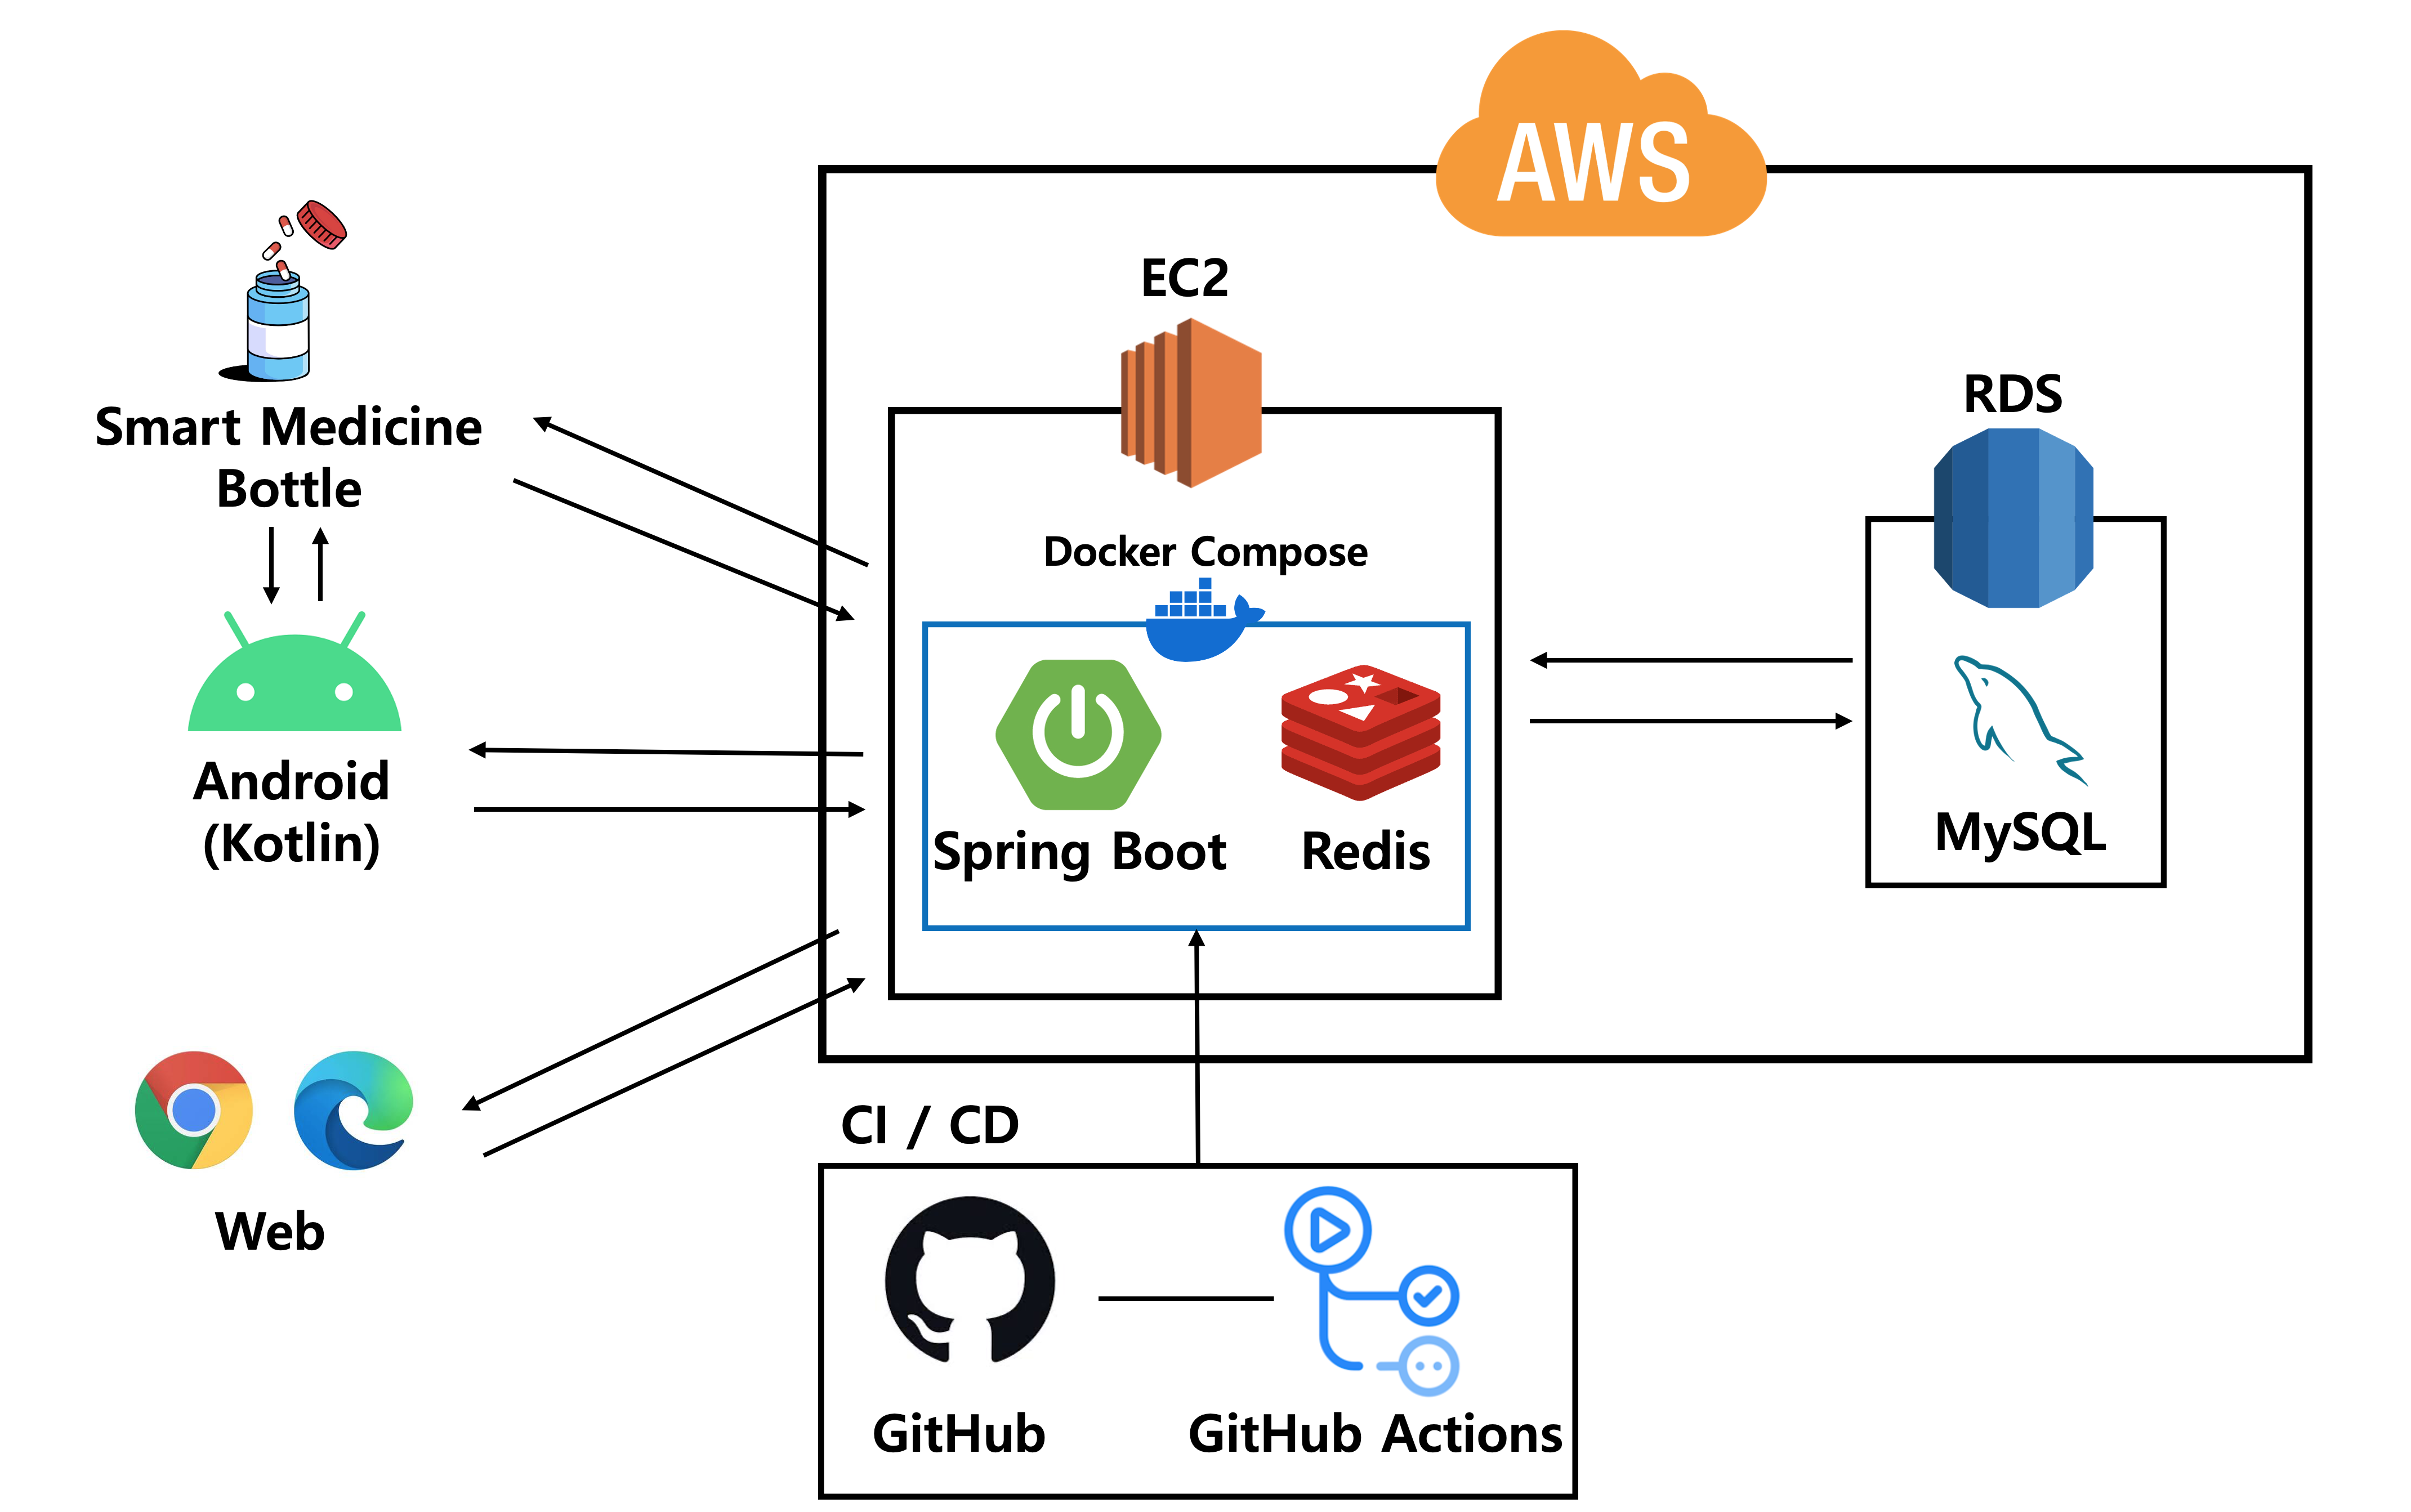 AWS
EC2
Smart Medicine
Bottle
RDS
Docker Compose
Android
(Kotlin)
Spring Boot
Redis
MySQL
CI / CD
Web
GitHub
GitHub Actions